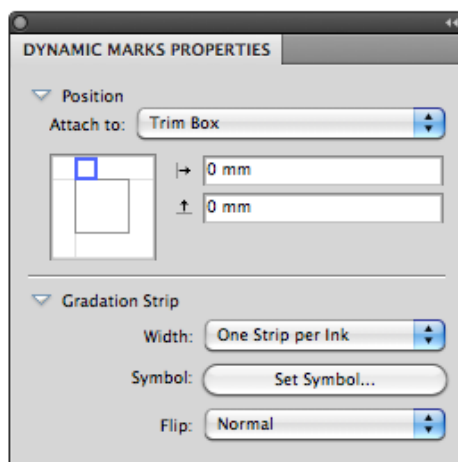 DYNAMIC MARKS PROPERTIES
Position
Attach to: Trim Box
0 mm
0 mm
Gradation Strip
Width: One Strip per Ink
Symbol: Set Symbol...
Flip: Normal